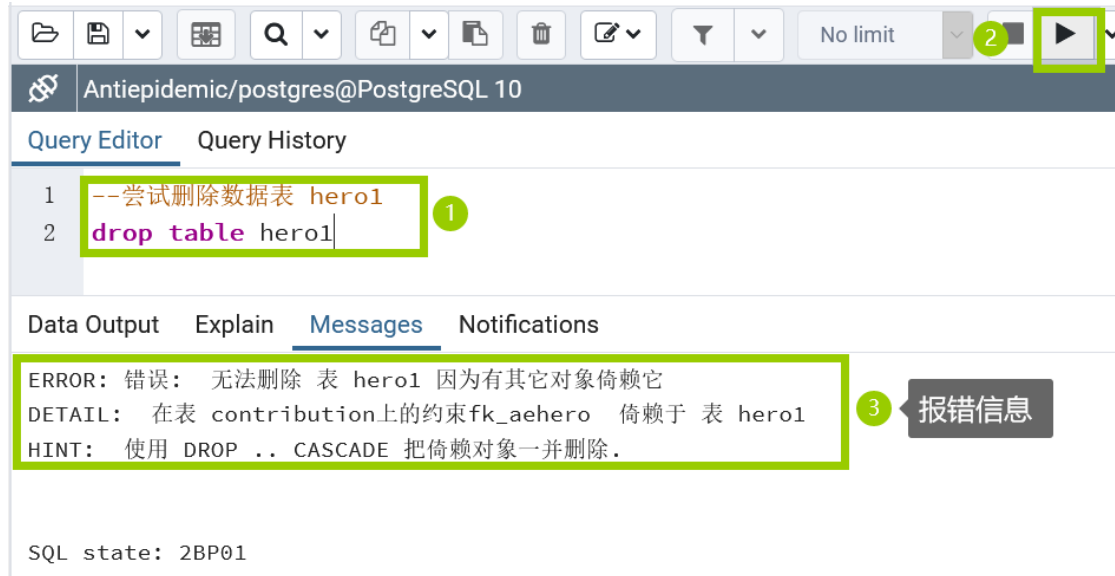 No limit
2
Antiepidemic/postgres@PostgreSQL 10
Query Editor Query History
1 --尝试删除数据表 hero1
2 drop table hero1
1
Data Output Explain Messages Notifications
ERROR: 错误: 无法删除 表 hero1 因为有其它对象倚赖它
DETAIL: 在表 contribution上的约束fk_aehero 倚赖于 表 hero1
HINT: 使用 DROP .. CASCADE 把倚赖对象一并删除.
3 报错信息
SQL state: 2BP01